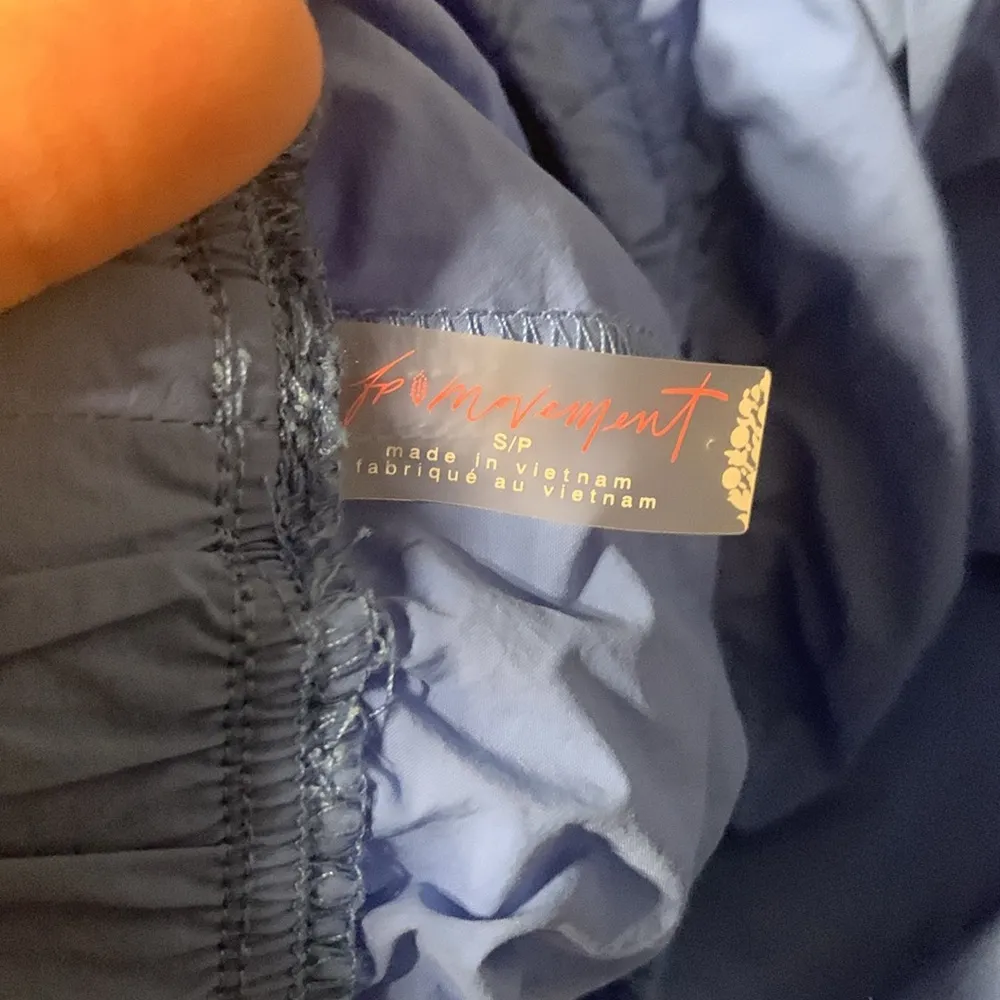 fp movement
S/P
made in vietnam
fabriqué au vietnam